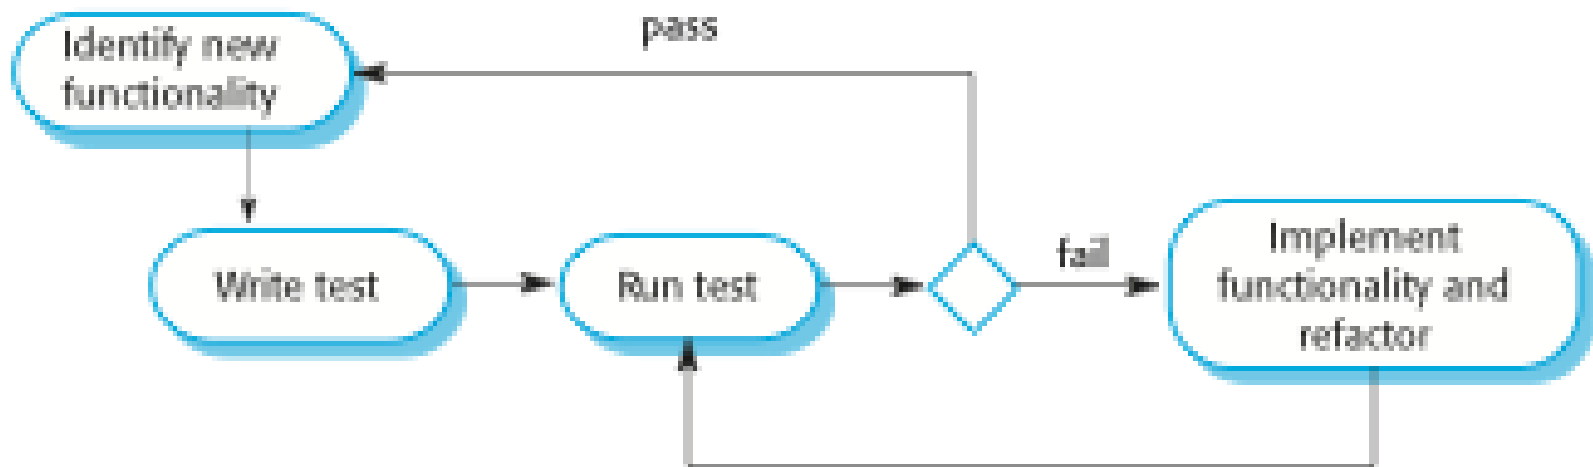 pass
Identify new
functionality
Write test
Run test
fail
Implement
functionality and
refactor